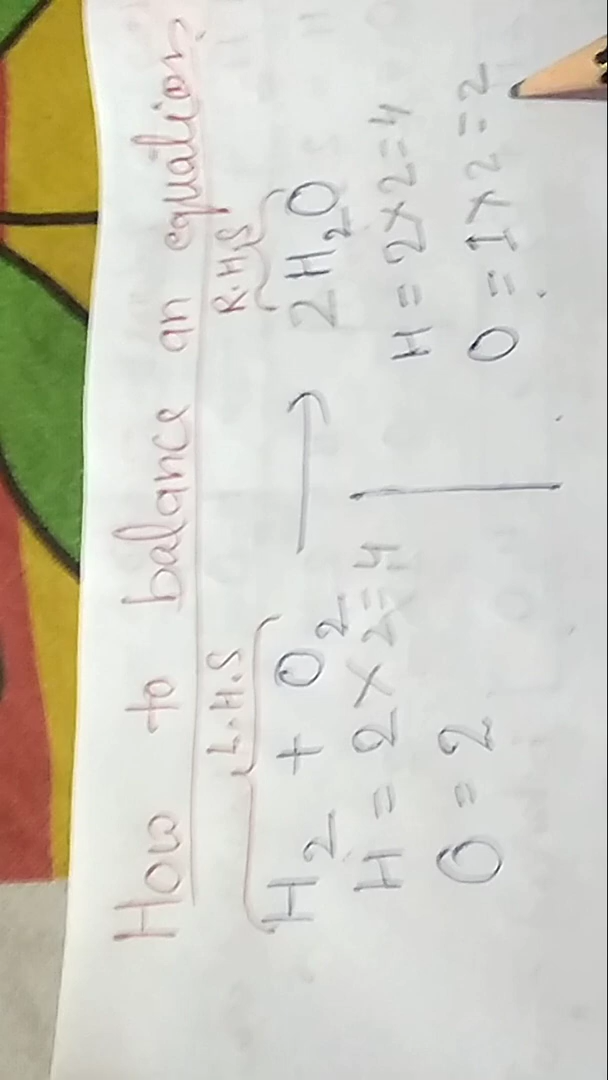 How to balance an equation?
L.H.S R.H.S
H2 + O2 → 2H2O
H = 2×2=4 H = 2×2=4
O = 2 O = 1×2=2